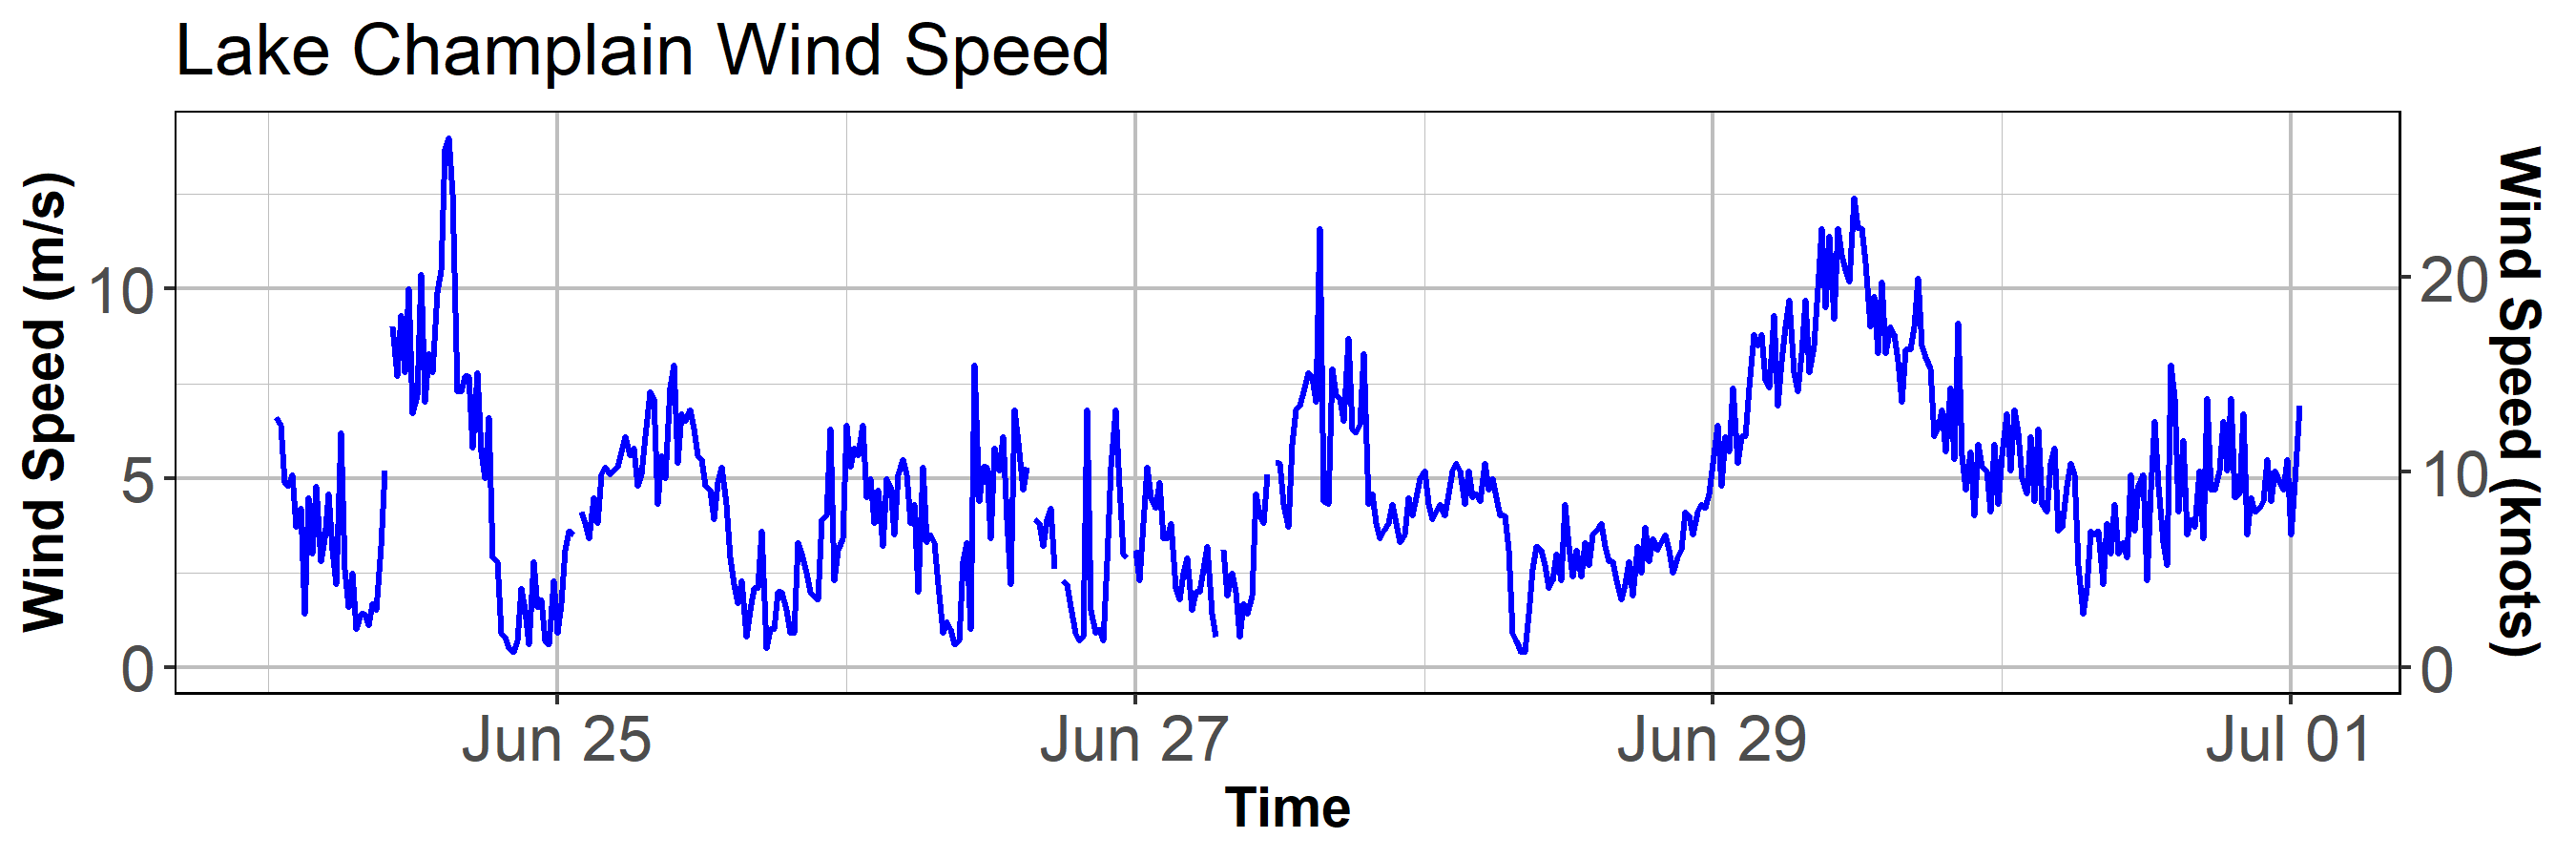 Lake Champlain Wind Speed
Wind Speed (m/s)
10
5
0
20
10
0
Wind Speed (knots)
Jun 25
Jun 27
Jun 29
Jul 01
Time